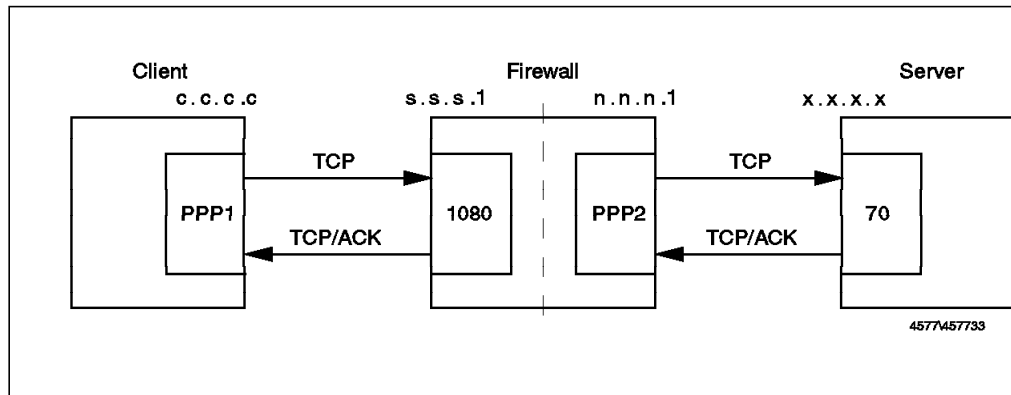 Client Firewall Server
c.c.c.c s.s.s.1 n.n.n.1 x.x.x.x
TCP TCP
PPP1 1080 PPP2 70
TCP/ACK TCP/ACK
4577\457733